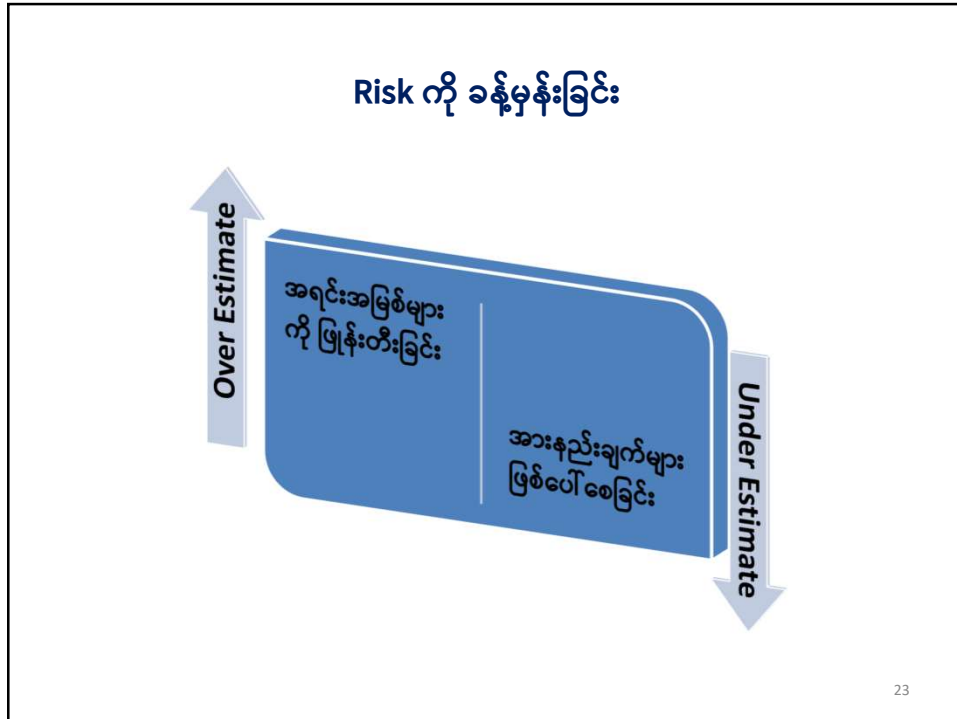 Risk ကို ခန့်မှန်းခြင်း
Over Estimate
အရင်းအမြစ်များ
ကို ဖြုန်းတီးခြင်း
အားနည်းချက်များ
ဖြစ်ပေါ်စေခြင်း
Under Estimate
23